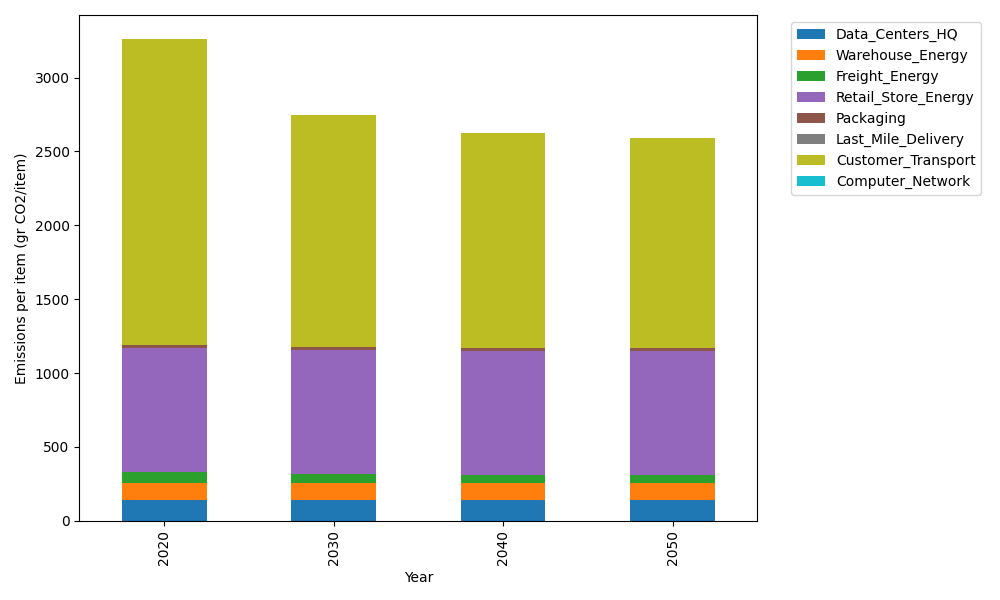 Data_Centers_HQ
Warehouse_Energy
Freight_Energy
Retail_Store_Energy
Packaging
Last_Mile_Delivery
Customer_Transport
Computer_Network
Emissions per item (gr CO2/item)
3000
2500
2000
1500
1000
500
0
2020
2030
2040
2050
Year